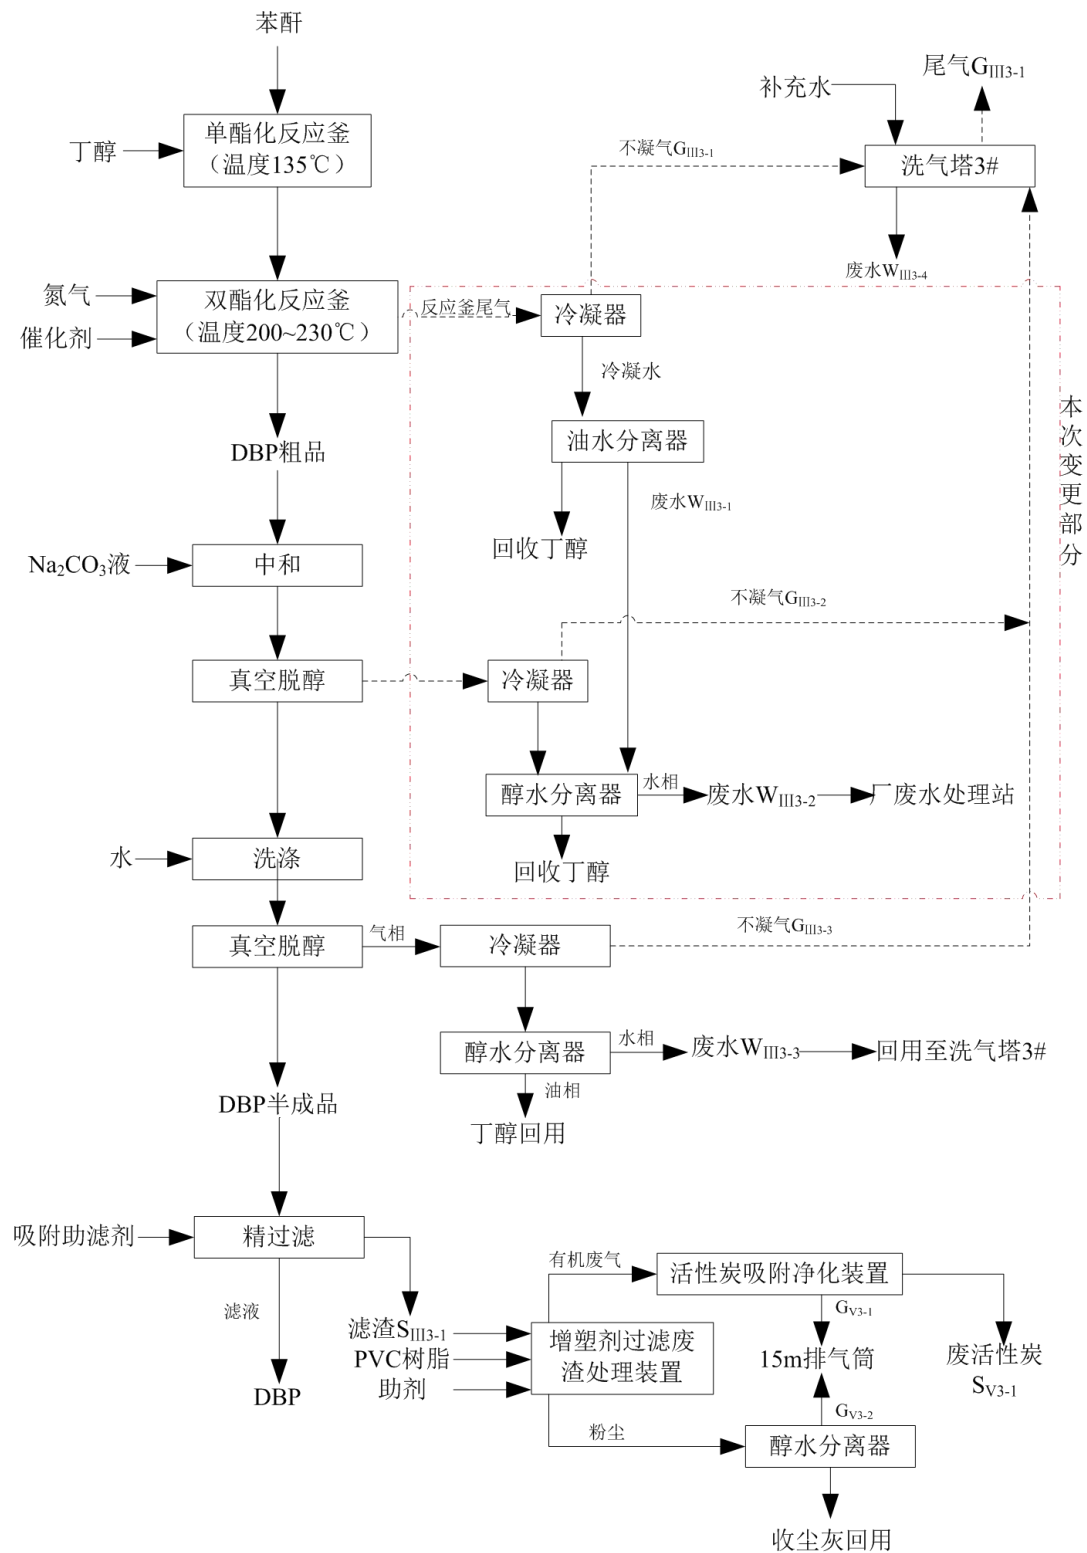 苯酐
尾气GIII3-1
补充水
丁醇
单酯化反应釜
（温度135℃）
不凝气GIII3-1
洗气塔3#
废水WIII3-4
氮气
催化剂
双酯化反应釜
（温度200~230℃）
反应釜尾气
冷凝器
冷凝水
本次变更部分
DBP粗品
油水分离器
废水WIII3-1
回收丁醇
Na2CO3液
中和
不凝气GIII3-2
真空脱醇
冷凝器
醇水分离器
水相
废水WIII3-2
厂废水处理站
回收丁醇
水
洗涤
真空脱醇
气相
冷凝器
不凝气GIII3-3
醇水分离器
水相
废水WIII3-3
回用至洗气塔3#
油相
丁醇回用
DBP半成品
吸附助滤剂
精过滤
滤液
DBP
滤渣SIII3-1
PVC树脂
助剂
有机废气
增塑剂过滤废
渣处理装置
粉尘
活性炭吸附净化装置
GV3-1
15m排气筒
废活性炭
SV3-1
GV3-2
醇水分离器
收尘灰回用